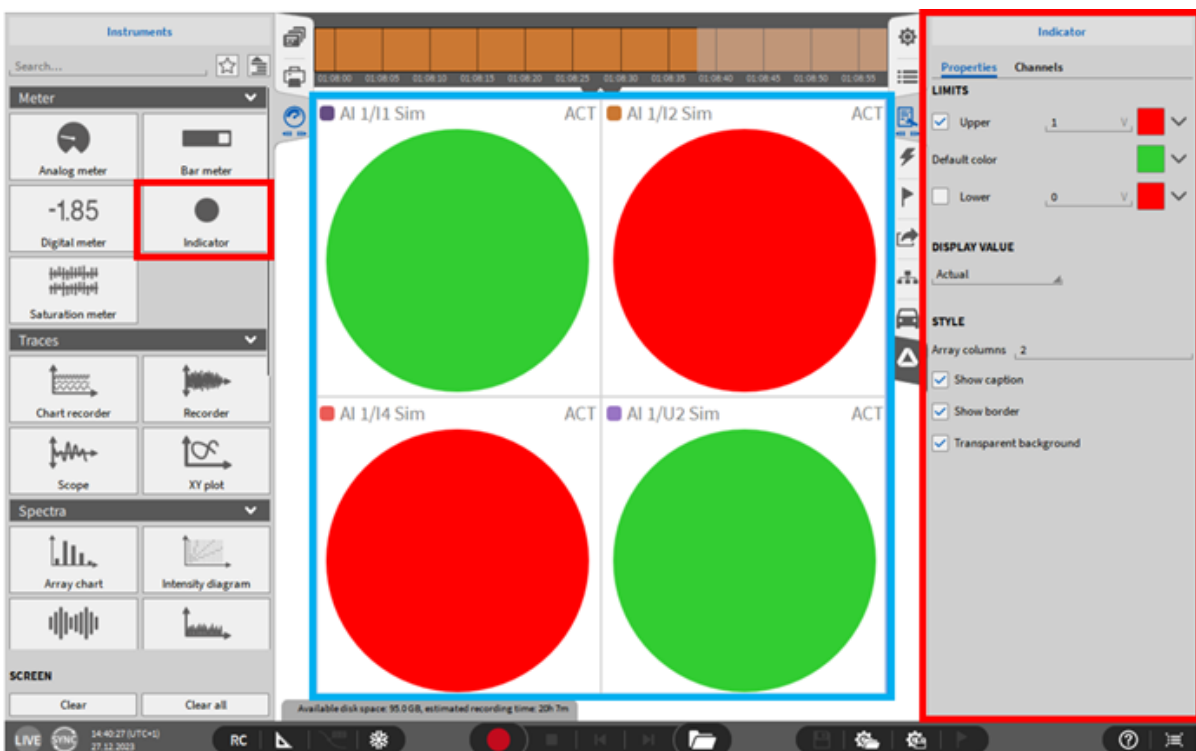 Instruments
Search...
Meter
Analog meter
Bar meter
-1.85
Digital meter
Indicator
Saturation meter
Traces
Chart recorder
Recorder
Scope
XY plot
Spectra
Array chart
Intensity diagram
SCREEN
Clear
Clear all
01:08:00 01:08:05 01:08:10 01:08:15 01:08:20 01:08:25 01:08:30 01:08:35 01:08:40 01:08:45 01:08:50 01:08:55
AI 1/I1 Sim ACT
AI 1/I2 Sim ACT
AI 1/I4 Sim ACT
AI 1/U2 Sim ACT
Available disk space: 95.0 GB, estimated recording time: 20h 7m
Indicator
Properties Channels
LIMITS
Upper 1 V
Default color
Lower 0 V
DISPLAY VALUE
Actual
STYLE
Array columns 2
Show caption
Show border
Transparent background
LIVE SYNC 14:40:27 (UTC+1)
27.12.2023
RC